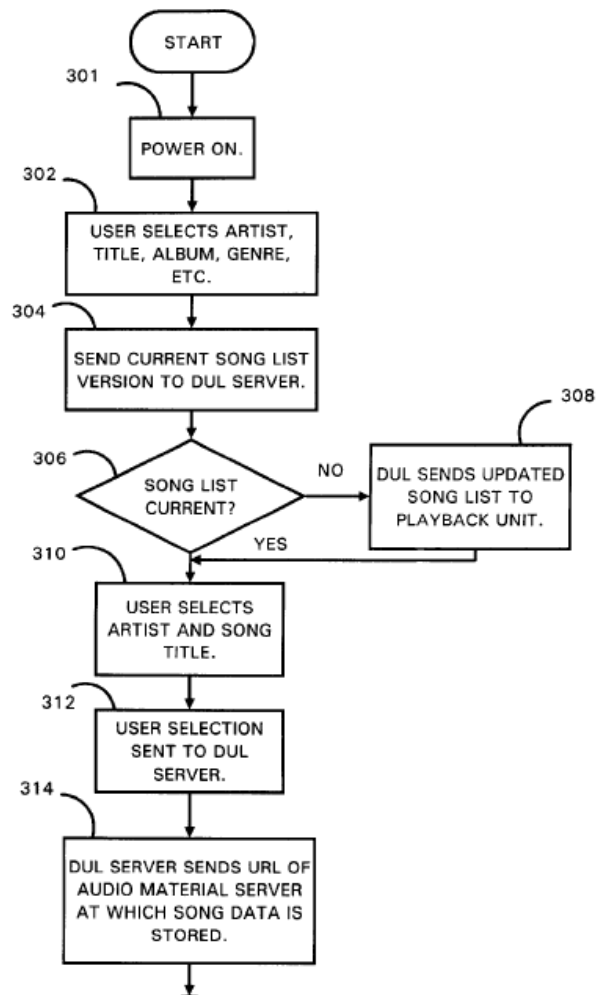 START
301
POWER ON.
302
USER SELECTS ARTIST,
TITLE, ALBUM, GENRE,
ETC.
304
SEND CURRENT SONG LIST
VERSION TO DUL SERVER.
306
SONG LIST
CURRENT?
NO
308
DUL SENDS UPDATED
SONG LIST TO
PLAYBACK UNIT.
YES
310
USER SELECTS
ARTIST AND SONG
TITLE.
312
USER SELECTION
SENT TO DUL
SERVER.
314
DUL SERVER SENDS URL OF
AUDIO MATERIAL SERVER
AT WHICH SONG DATA IS
STORED.